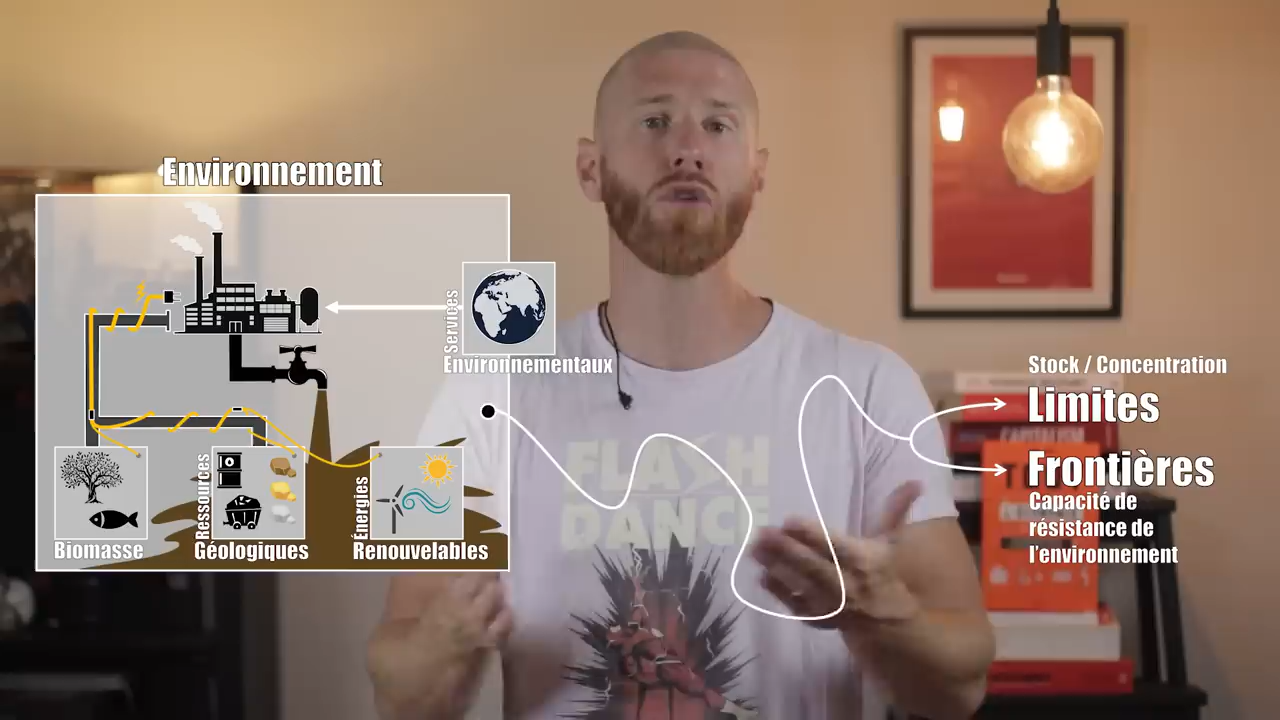 Environnement
Services
Environnementaux
Stock / Concentration
Limites
Frontières
Capacité de
résistance de
l'environnement
Ressources
Énergies
Biomasse
Géologiques
Renouvelables
FLASH
DANCE
CAPITALISM